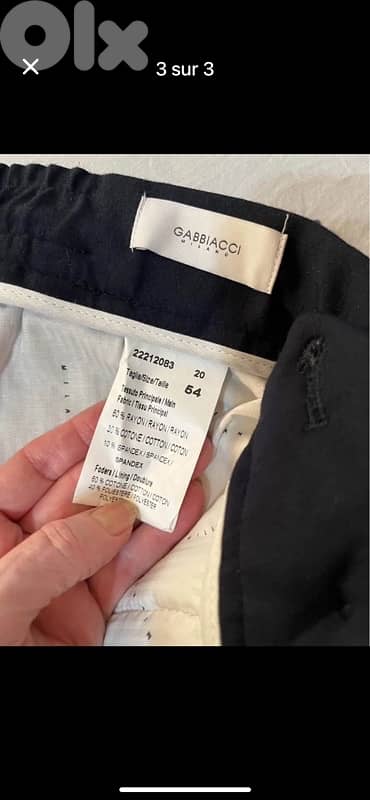 olx
3 sur 3
GABBIACCI
MILANO
22212083 20
Taglia/Size/Taille 54
Tessuto Principale/Main
Fabric/Tissu Principal
60 % RAYON/RAYON/RAYON
30 % COTONE/COTTON/COTON
10 % SPANDEX/SPANDEX/
SPANDEX
Fodera/Lining/Doublure
60 % COTONE/COTTON/COTON
40 % POLIESTERE/POLYESTER
POLYESTER